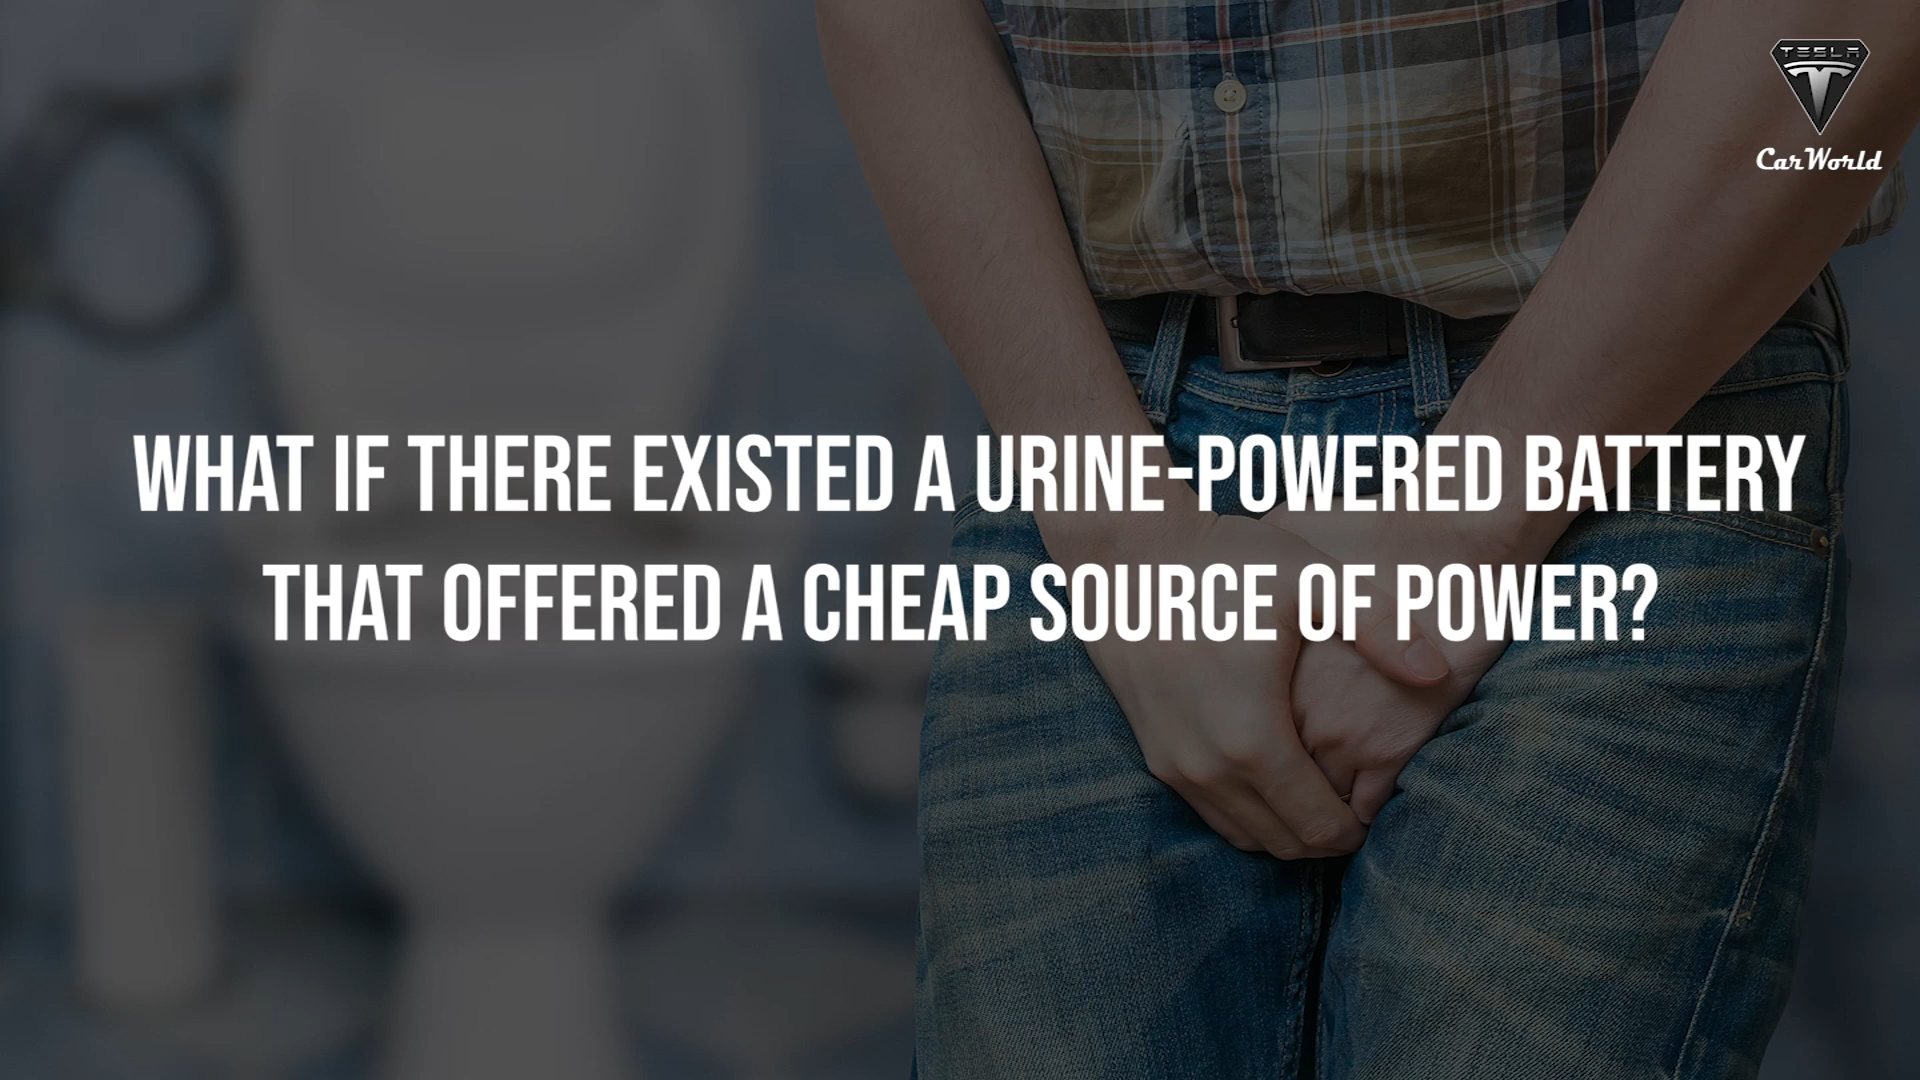 TESLA
CarWorld
WHAT IF THERE EXISTED A URINE-POWERED BATTERY
THAT OFFERED A CHEAP SOURCE OF POWER?